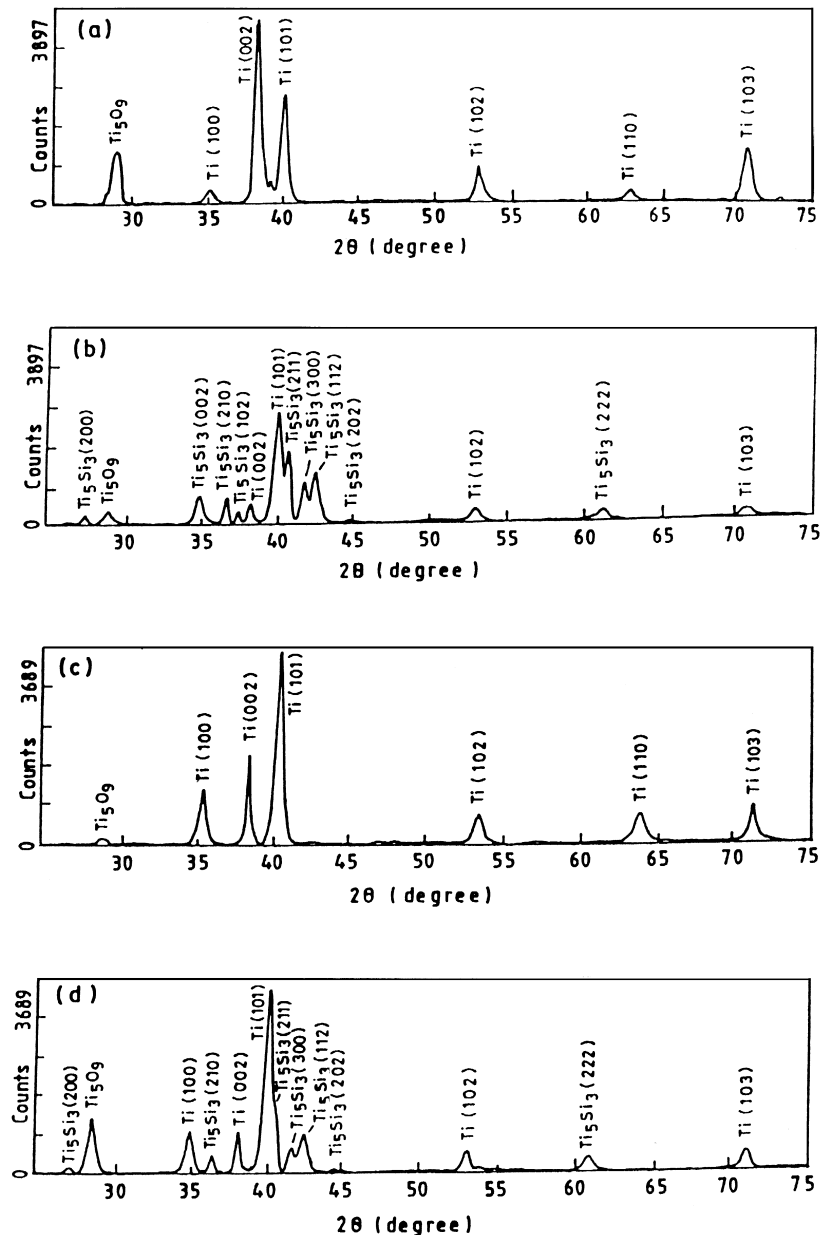 (a)
3897
Counts
0
Ti₅O₉
Ti (100)
Ti (002)
Ti (101)
Ti (102)
Ti (110)
Ti (103)
30 35 40 45 50 55 60 65 70 75
2θ (degree)
(b)
3897
Counts
0
Ti₅Si₃(200)
Ti₅O₉
Ti₅Si₃(002)
Ti₅Si₃(210)
Ti₅Si₃(102)
Ti(002)
Ti(101)
Ti₅Si₃(211)
Ti₅Si₃(300)
Ti₅Si₃(112)
Ti₅Si₃(202)
Ti (102)
Ti₅Si₃(222)
Ti (103)
30 35 40 45 50 55 60 65 70 75
2θ (degree)
(c)
3689
Counts
0
Ti₅O₉
Ti (100)
Ti(002)
Ti (101)
Ti (102)
Ti (110)
Ti (103)
30 35 40 45 50 55 60 65 70 75
2θ (degree)
(d)
3689
Counts
0
Ti₅Si₃(200)
Ti₅O₉
Ti (100)
Ti₅Si₃(210)
Ti (002)
Ti(101)
Ti₅Si₃(211)
Ti₅Si₃(300)
Ti₅Si₃(112)
Ti₅Si₃(202)
Ti (102)
Ti₅Si₃(222)
Ti (103)
30 35 40 45 50 55 60 65 70 75
2θ (degree)